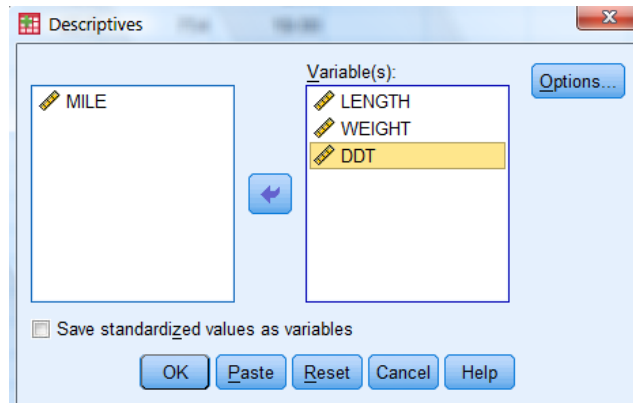 Descriptives
Variable(s):
MILE
LENGTH
WEIGHT
DDT
Options...
Save standardized values as variables
OK Paste Reset Cancel Help